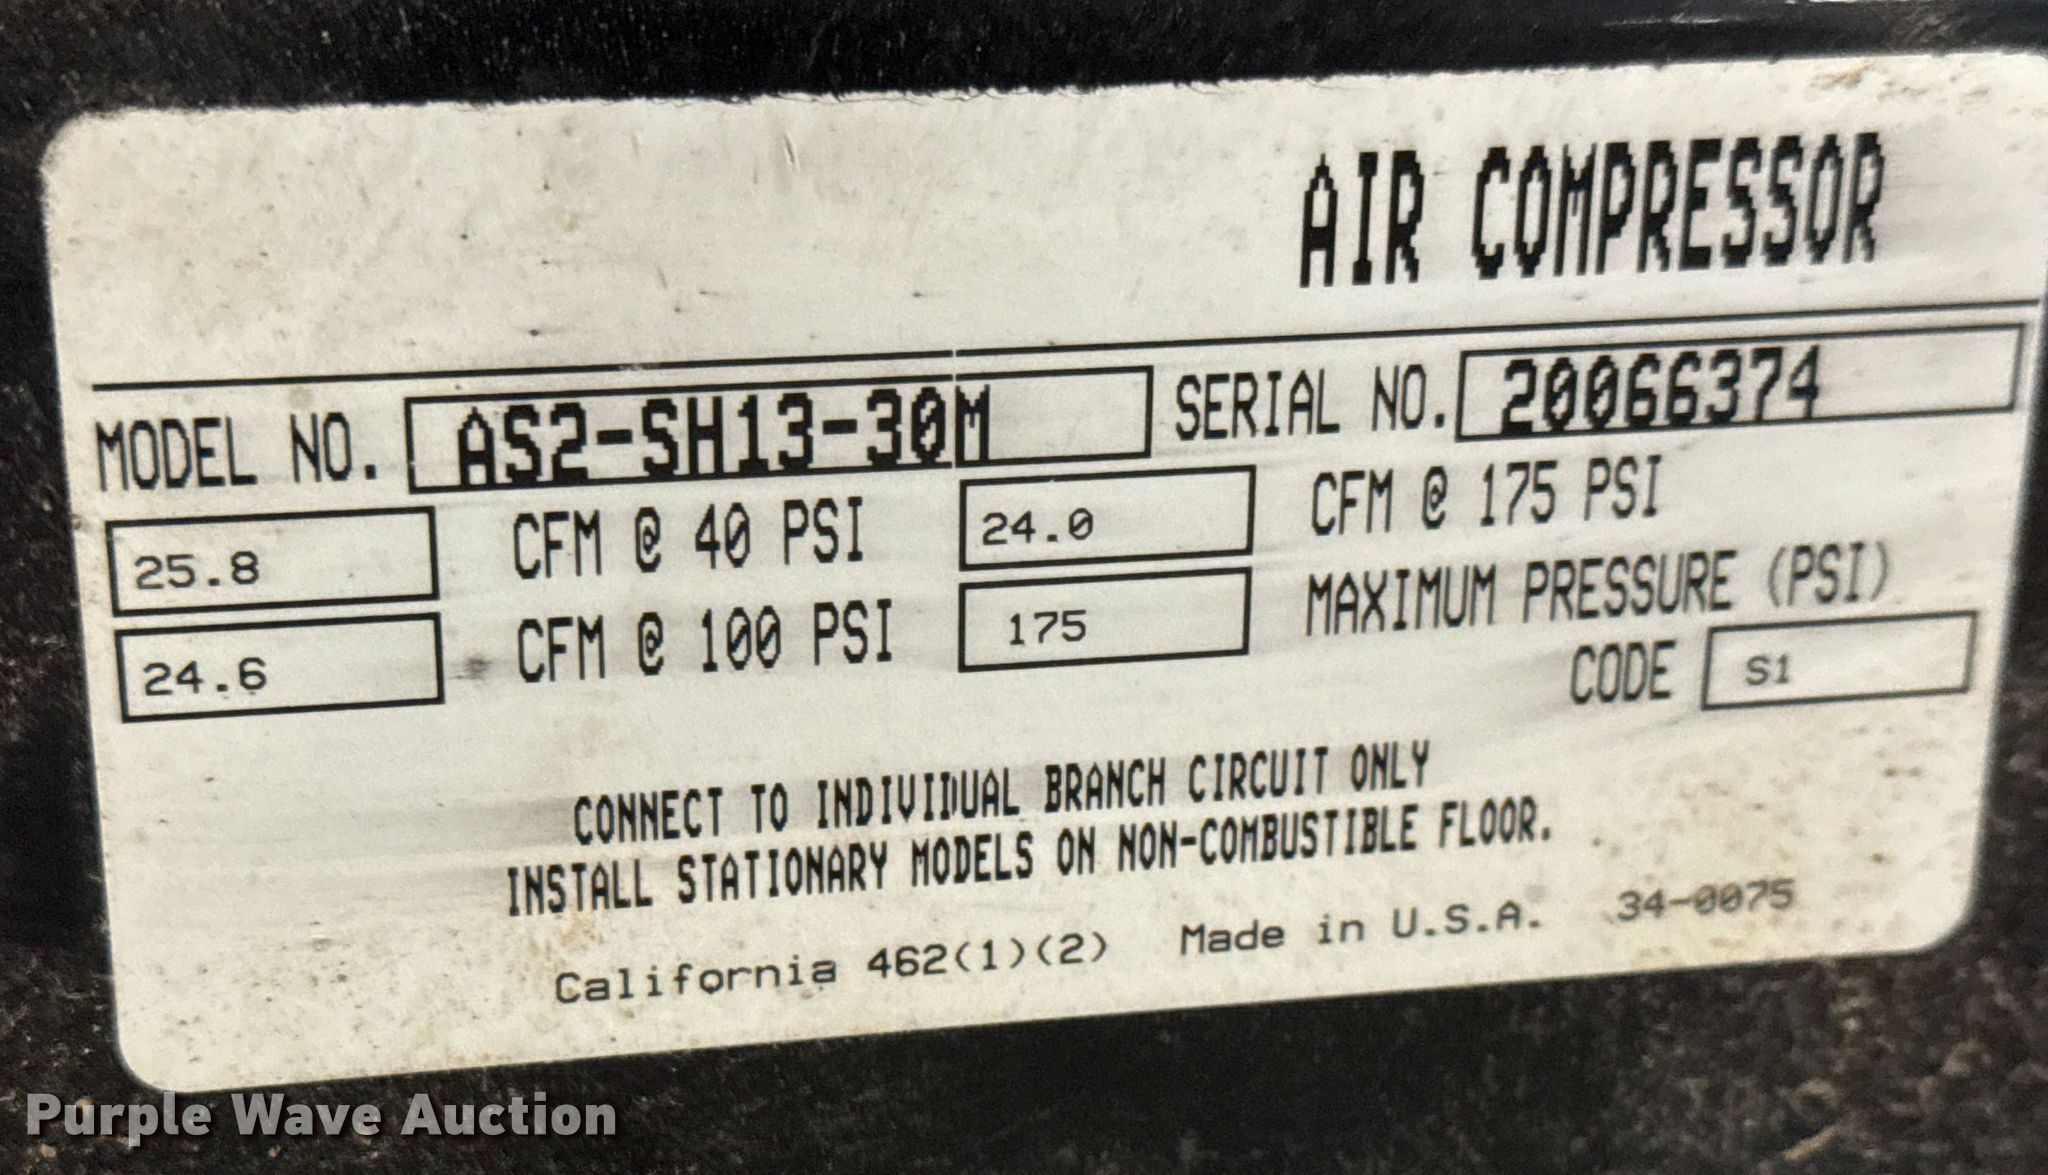 AIR COMPRESSOR
MODEL NO. AS2-SH13-30M SERIAL NO. 20066374
25.8 CFM @ 40 PSI 24.0 CFM @ 175 PSI
24.6 CFM @ 100 PSI 175 MAXIMUM PRESSURE (PSI)
CODE S1
CONNECT TO INDIVIDUAL BRANCH CIRCUIT ONLY
INSTALL STATIONARY MODELS ON NON-COMBUSTIBLE FLOOR.
California 462(1)(2) Made in U.S.A. 34-0075
Purple Wave Auction